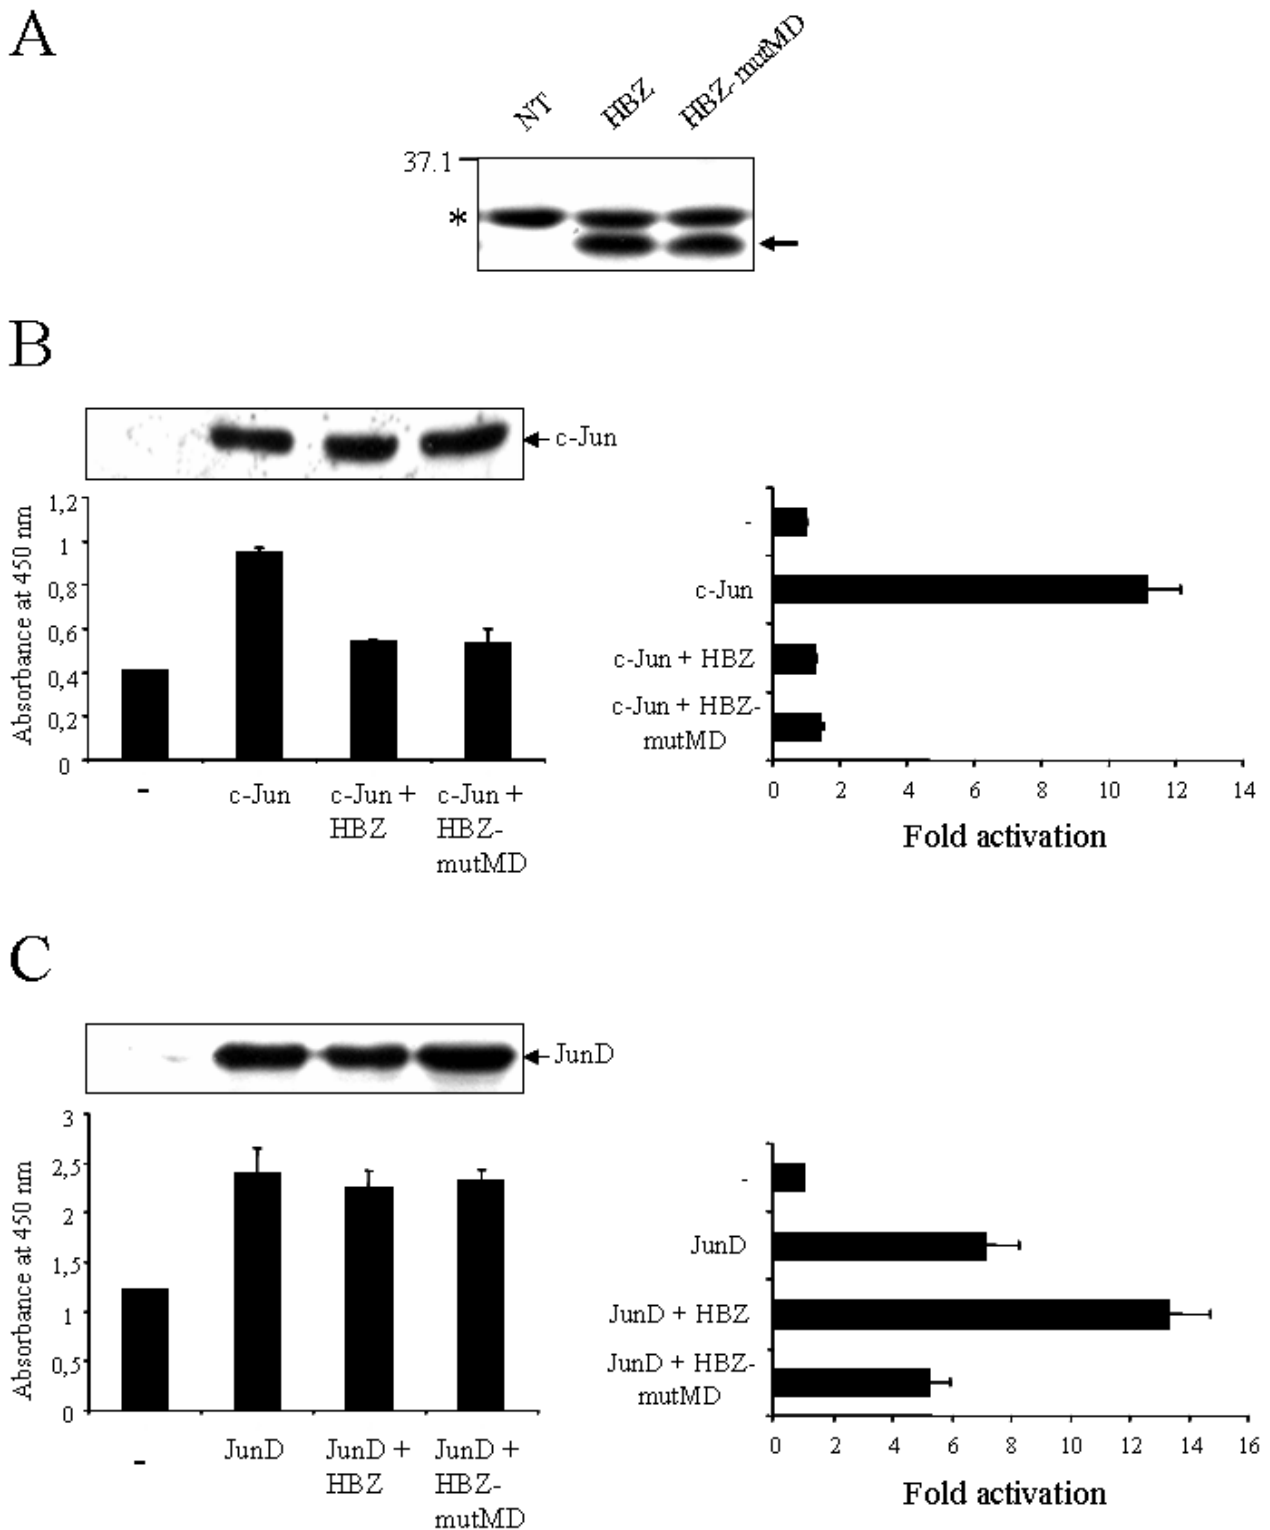 A
NT
HBZ
HBZ-mutMD
37.1
*
B
c-Jun
Absorbance at 450 nm
1,2
1
0,8
0,6
0,4
0,2
0
-
c-Jun
c-Jun +
HBZ
c-Jun +
HBZ-
mutMD
-
c-Jun
c-Jun + HBZ
c-Jun + HBZ-
mutMD
0 2 4 6 8 10 12 14
Fold activation
C
JunD
Absorbance at 450 nm
3
2,5
2
1,5
1
0,5
0
-
JunD
JunD +
HBZ
JunD +
HBZ-
mutMD
-
JunD
JunD + HBZ
JunD + HBZ-
mutMD
0 2 4 6 8 10 12 14 16
Fold activation